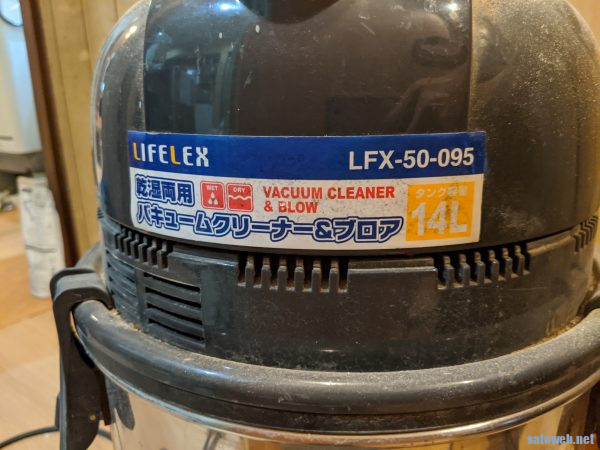 LIFELEX
LFX-50-095
乾湿両用
WET
DRY
VACUUM CLEANER
& BLOW
バキュームクリーナー&ブロア
タンク容量
14L
sataweb.net